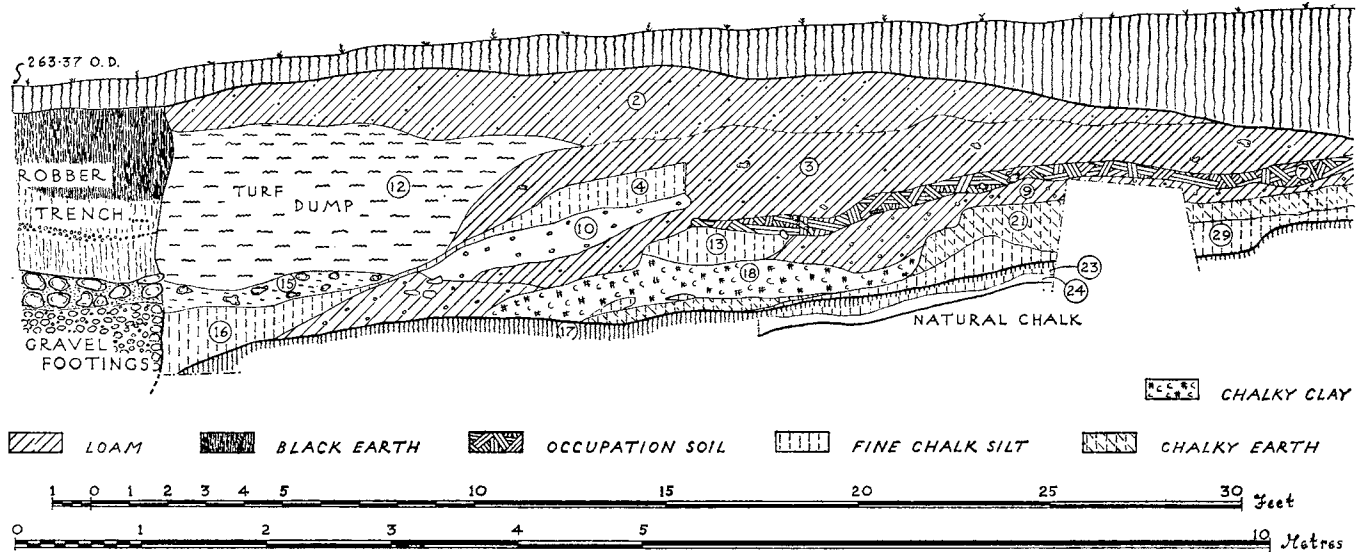 263·37 O.D.
2
ROBBER
TRENCH
TURF
DUMP
12
3
4
9
7
10
13
21
29
18
15
23
24
16
17
NATURAL CHALK
GRAVEL
FOOTINGS
CHALKY CLAY
LOAM
BLACK EARTH
OCCUPATION SOIL
FINE CHALK SILT
CHALKY EARTH
1 0 1 2 3 4 5 10 15 20 25 30 Feet
0 1 2 3 4 5 10 Metres